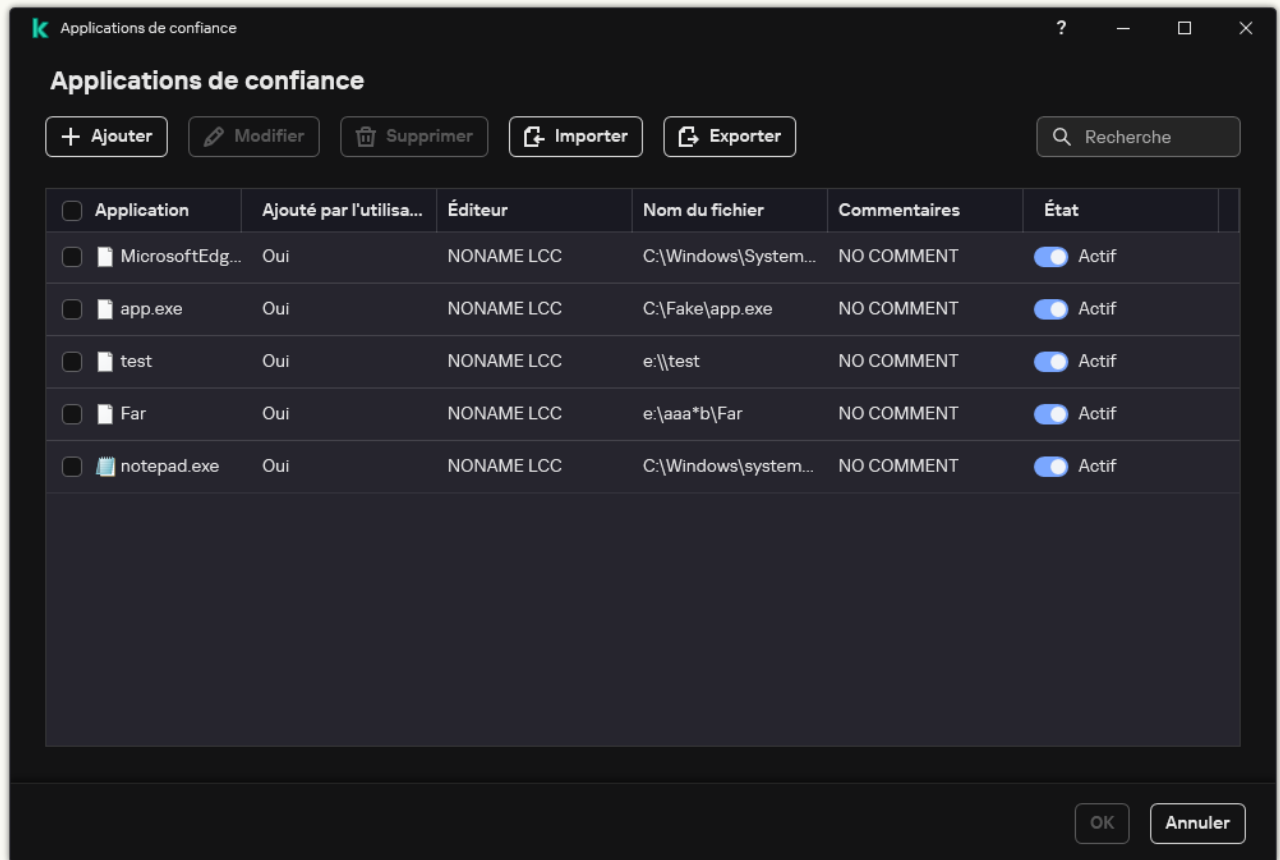 Applications de confiance
?
Applications de confiance
Ajouter Modifier Supprimer Importer Exporter Recherche
Application Ajouté par l'utilisa... Éditeur Nom du fichier Commentaires État
MicrosoftEdg... Oui NONAME LCC C:\Windows\System... NO COMMENT Actif
app.exe Oui NONAME LCC C:\Fake\app.exe NO COMMENT Actif
test Oui NONAME LCC e:\\test NO COMMENT Actif
Far Oui NONAME LCC e:\aaa*b\Far NO COMMENT Actif
notepad.exe Oui NONAME LCC C:\Windows\system... NO COMMENT Actif
OK Annuler